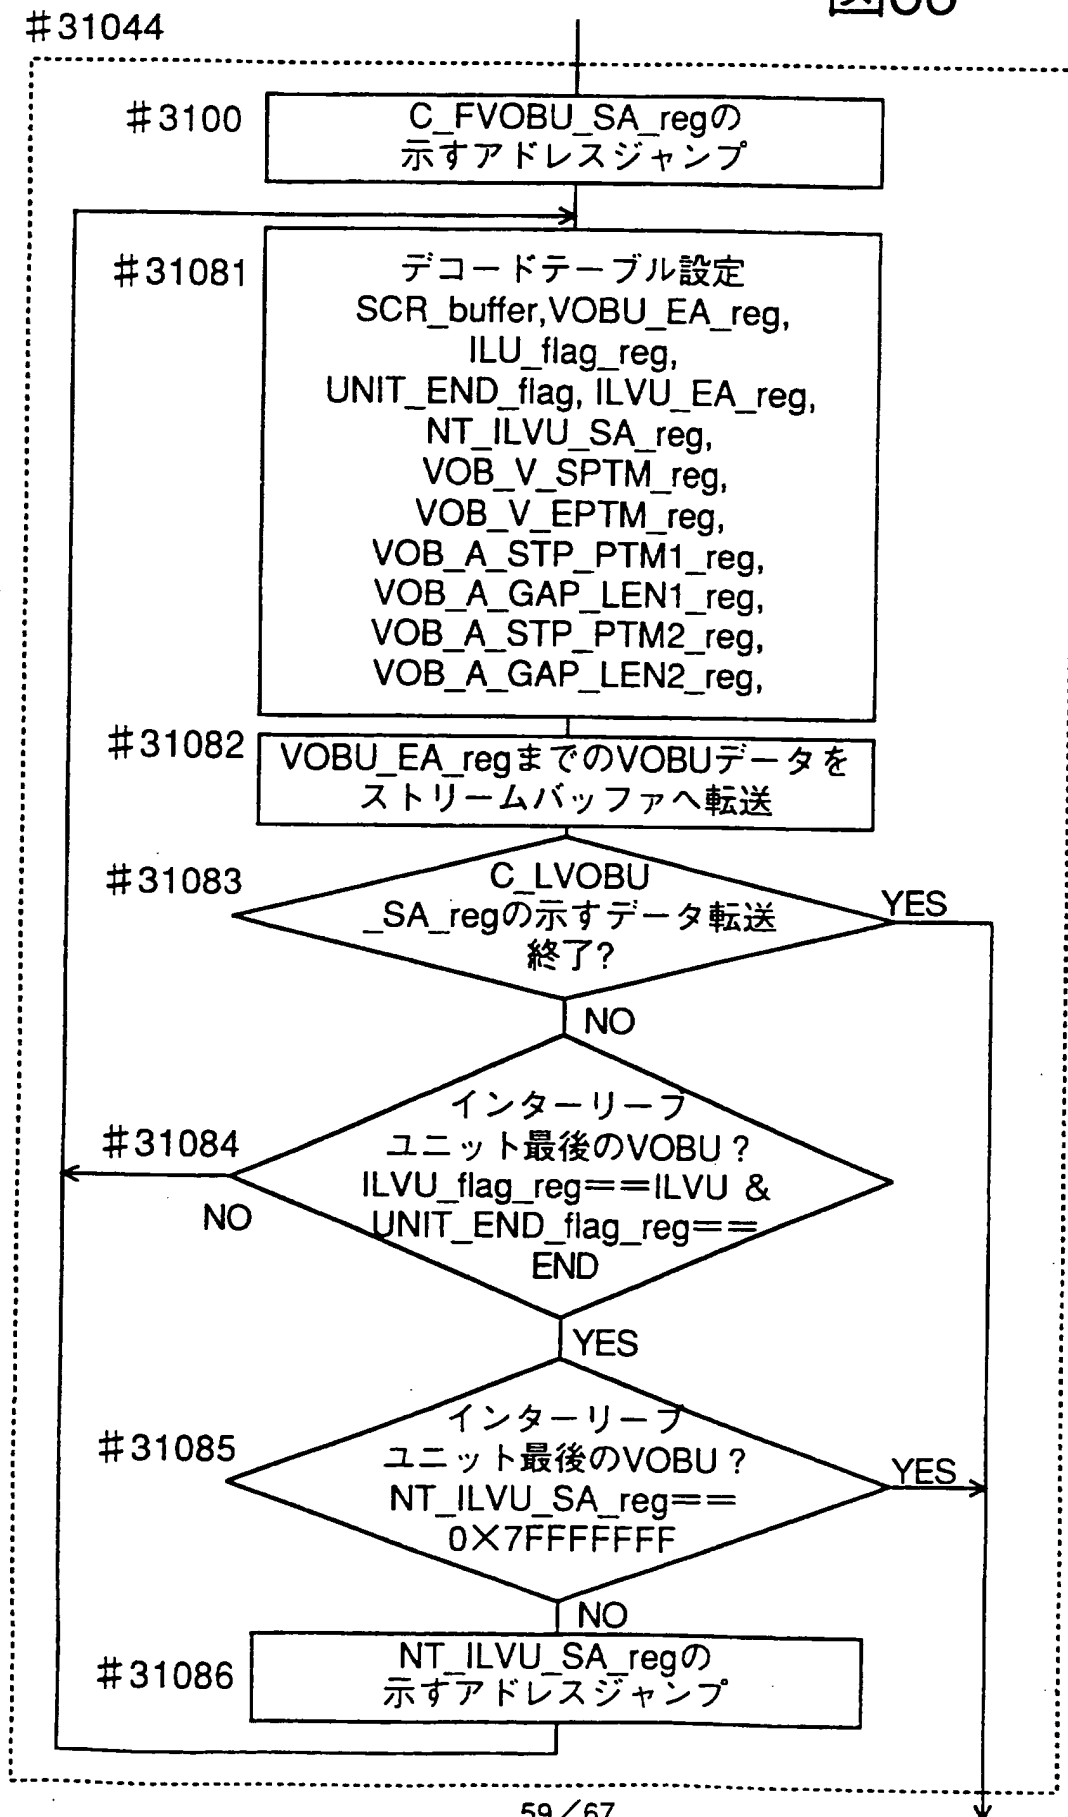 #31044
#3100
C_FVOBU_SA_regの
示すアドレスジャンプ
#31081
デコードテーブル設定
SCR_buffer,VOBU_EA_reg,
ILU_flag_reg,
UNIT_END_flag, ILVU_EA_reg,
NT_ILVU_SA_reg,
VOB_V_SPTM_reg,
VOB_V_EPTM_reg,
VOB_A_STP_PTM1_reg,
VOB_A_GAP_LEN1_reg,
VOB_A_STP_PTM2_reg,
VOB_A_GAP_LEN2_reg,
#31082
VOBU_EA_regまでのVOBUデータを
ストリームバッファへ転送
#31083
C_LVOBU
_SA_regの示すデータ転送
終了?
YES
NO
#31084
インターリーブ
ユニット最後のVOBU?
ILVU_flag_reg==ILVU &
UNIT_END_flag_reg==
END
NO
YES
#31085
インターリーブ
ユニット最後のVOBU?
NT_ILVU_SA_reg==
0×7FFFFFFF
YES
NO
#31086
NT_ILVU_SA_regの
示すアドレスジャンプ
59/67